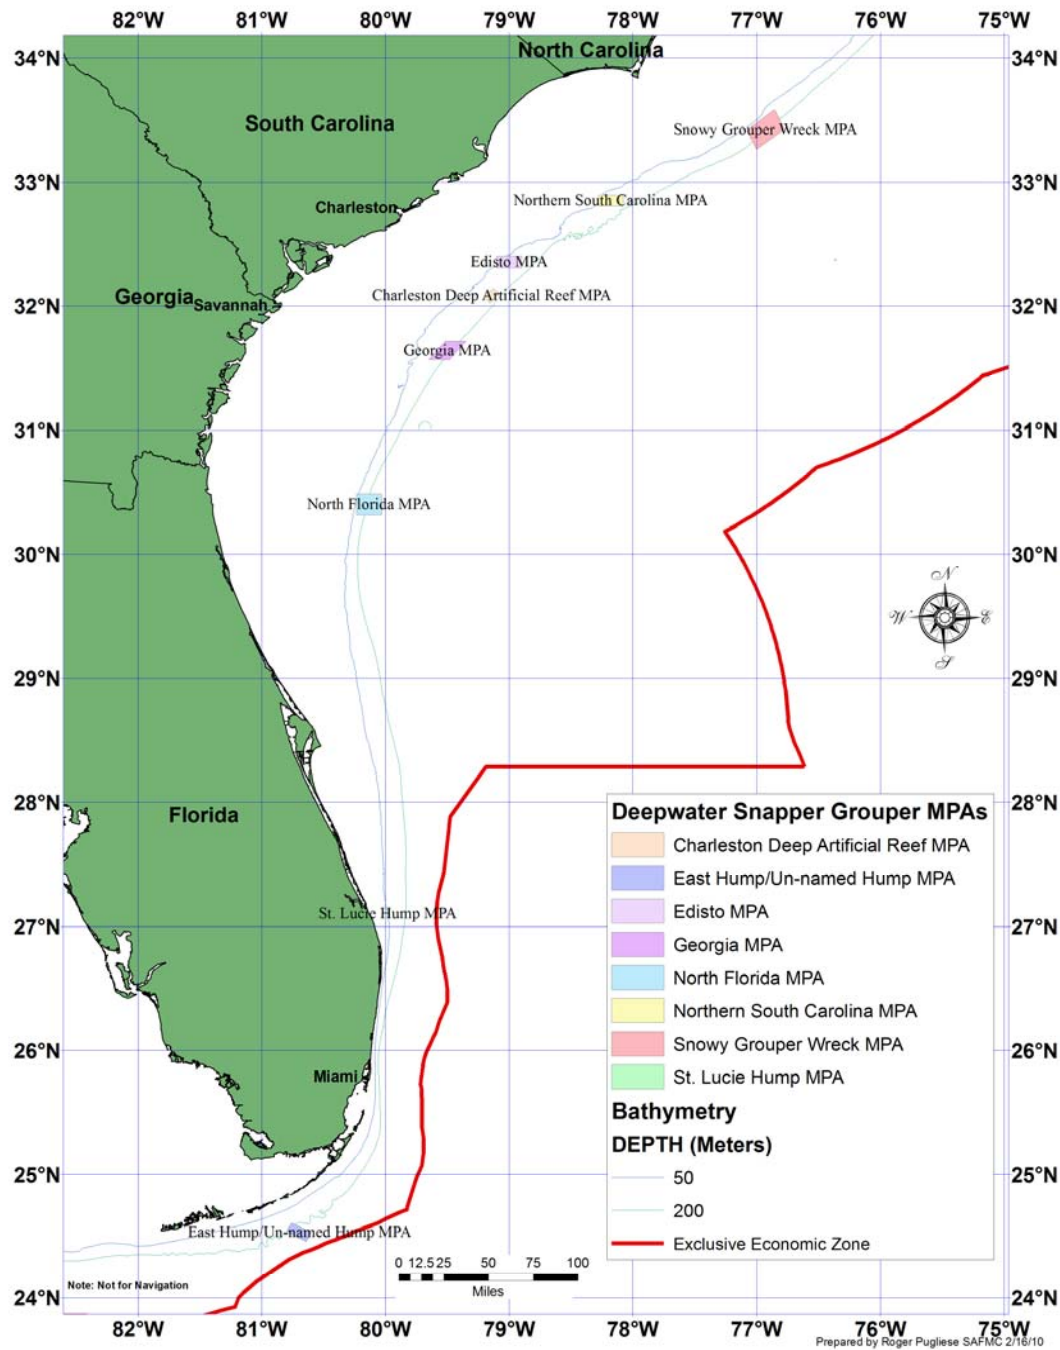 82°W 81°W 80°W 79°W 78°W 77°W 76°W 75°W
34°N North Carolina 34°N
South Carolina
Snowy Grouper Wreck MPA
33°N 33°N
Northern South Carolina MPA
Charleston
Edisto MPA
Charleston Deep Artificial Reef MPA
Georgia
Savannah
32°N 32°N
Georgia MPA
31°N 31°N
North Florida MPA
30°N 30°N
N
W E
S
29°N 29°N
28°N 28°N
Florida
Deepwater Snapper Grouper MPAs
Charleston Deep Artificial Reef MPA
East Hump/Un-named Hump MPA
Edisto MPA
Georgia MPA
North Florida MPA
Northern South Carolina MPA
Snowy Grouper Wreck MPA
St. Lucie Hump MPA
Bathymetry
DEPTH (Meters)
50
200
Exclusive Economic Zone
St. Lucie Hump MPA
27°N 27°N
26°N 26°N
Miami
25°N 25°N
East Hump/Un-named Hump MPA
0 12.5 25 50 75 100
Miles
Note: Not for Navigation
24°N 24°N
82°W 81°W 80°W 79°W 78°W 77°W 76°W 75°W
Prepared by Roger Pugliese SAFMC 2/16/10